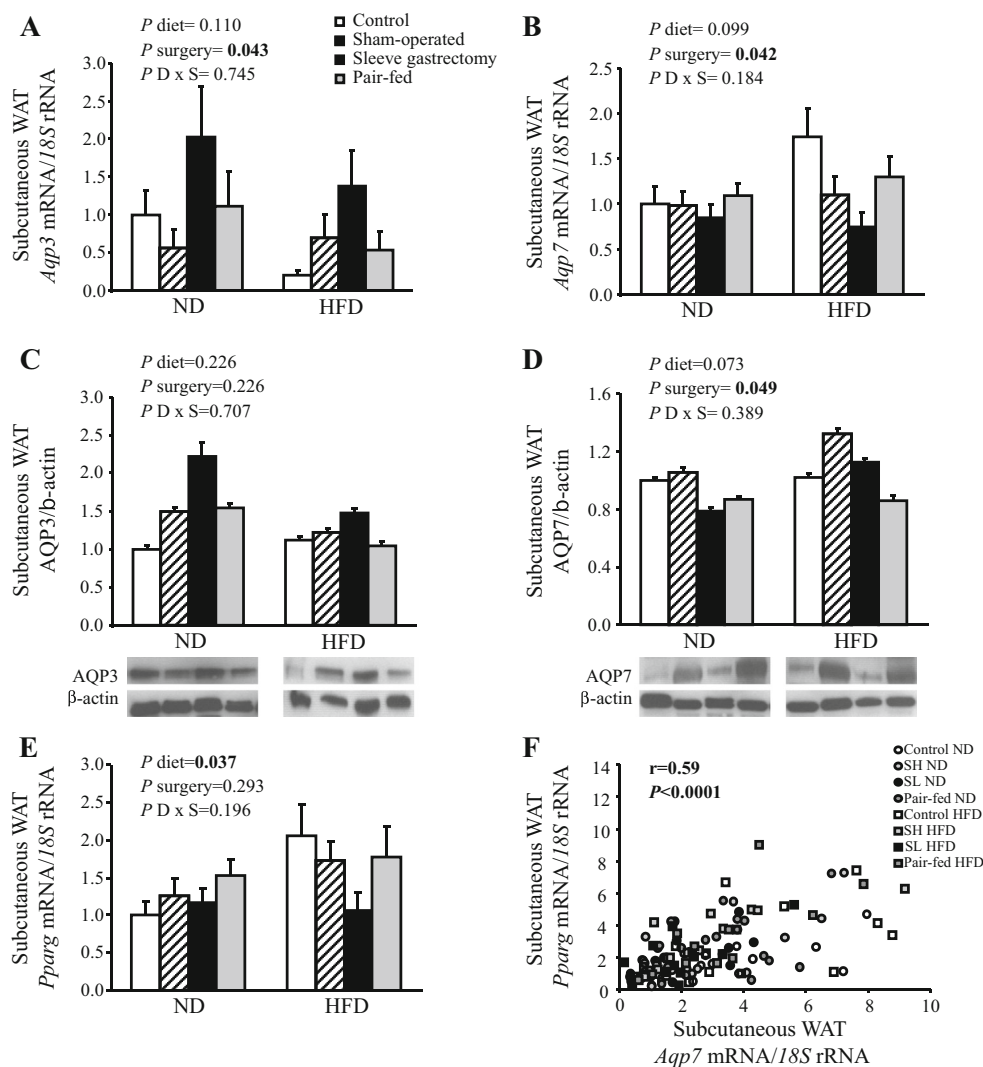 A
P diet= 0.110
P surgery= 0.043
P D x S= 0.745
Control
Sham-operated
Sleeve gastrectomy
Pair-fed
Subcutaneous WAT
Aqp3 mRNA/18S rRNA
3.0
2.5
2.0
1.5
1.0
0.5
0.0
ND
HFD
B
P diet= 0.099
P surgery= 0.042
P D x S= 0.184
Subcutaneous WAT
Aqp7 mRNA/18S rRNA
2.5
2.0
1.5
1.0
0.5
0.0
ND
HFD
C
P diet=0.226
P surgery=0.226
P D x S=0.707
Subcutaneous WAT
AQP3/b-actin
3.0
2.5
2.0
1.5
1.0
0.5
0.0
ND
HFD
AQP3
β-actin
D
P diet=0.073
P surgery= 0.049
P D x S= 0.389
Subcutaneous WAT
AQP7/b-actin
1.6
1.2
0.8
0.4
0.0
ND
HFD
AQP7
β-actin
E
P diet=0.037
P surgery=0.293
P D x S=0.196
Subcutaneous WAT
Pparg mRNA/18S rRNA
3.0
2.5
2.0
1.5
1.0
0.5
0.0
ND
HFD
F
r=0.59
P<0.0001
Control ND
SH ND
SL ND
Pair-fed ND
Control HFD
SH HFD
SL HFD
Pair-fed HFD
Subcutaneous WAT
Pparg mRNA/18S rRNA
14
12
10
8
6
4
2
0
0
2
4
6
8
10
Subcutaneous WAT
Aqp7 mRNA/18S rRNA